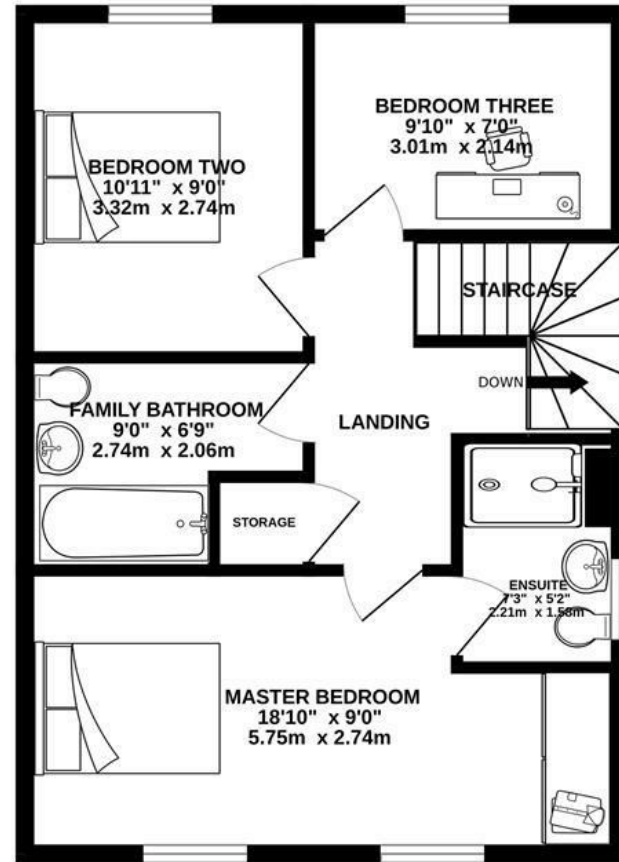 BEDROOM THREE
9'10" x 7'0"
3.01m x 2.14m
BEDROOM TWO
10'11" x 9'0"
3.32m x 2.74m
STAIRCASE
DOWN
FAMILY BATHROOM
9'0" x 6'9"
2.74m x 2.06m
LANDING
STORAGE
ENSUITE
7'3" x 5'2"
2.21m x 1.58m
MASTER BEDROOM
18'10" x 9'0"
5.75m x 2.74m